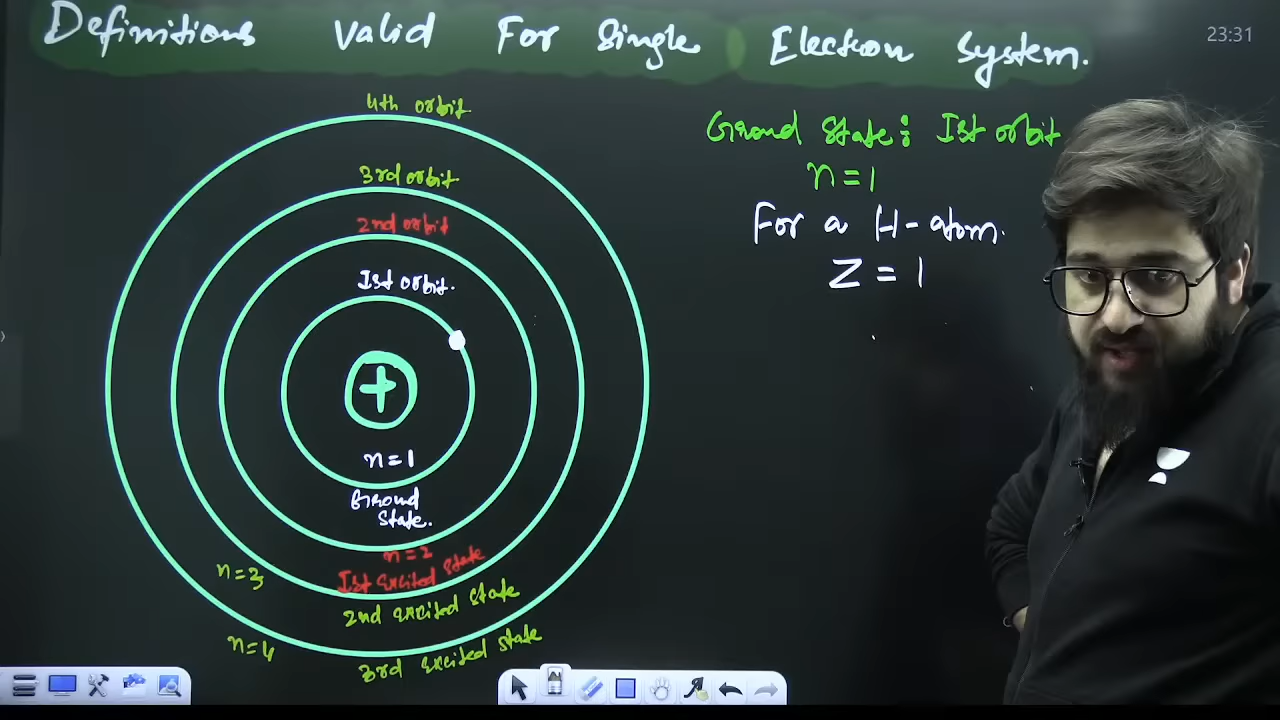 Definitions Valid For Single Electron System.
23:31
4th orbit
3rd orbit
2nd orbit
Ist orbit.
+
n=1
Ground
State.
n=2
Ist excited state
n=3
2nd excited state
n=4
3rd excited state
Ground State: Ist orbit
n=1
For a H-atom.
Z=1